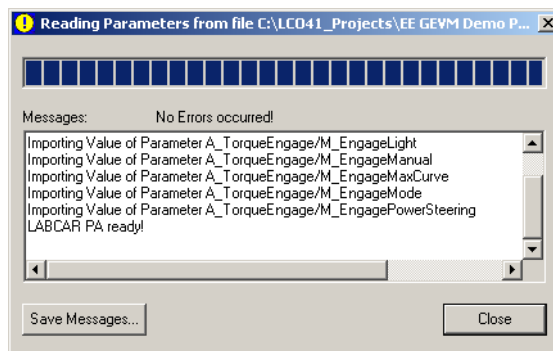 Reading Parameters from file C:\LCO41_Projects\EE GEVM Demo P...
Messages: No Errors occurred!
Importing Value of Parameter A_TorqueEngage/M_EngageLight
Importing Value of Parameter A_TorqueEngage/M_EngageManual
Importing Value of Parameter A_TorqueEngage/M_EngageMaxCurve
Importing Value of Parameter A_TorqueEngage/M_EngageMode
Importing Value of Parameter A_TorqueEngage/M_EngagePowerSteering
LABCAR PA ready!
Save Messages...
Close